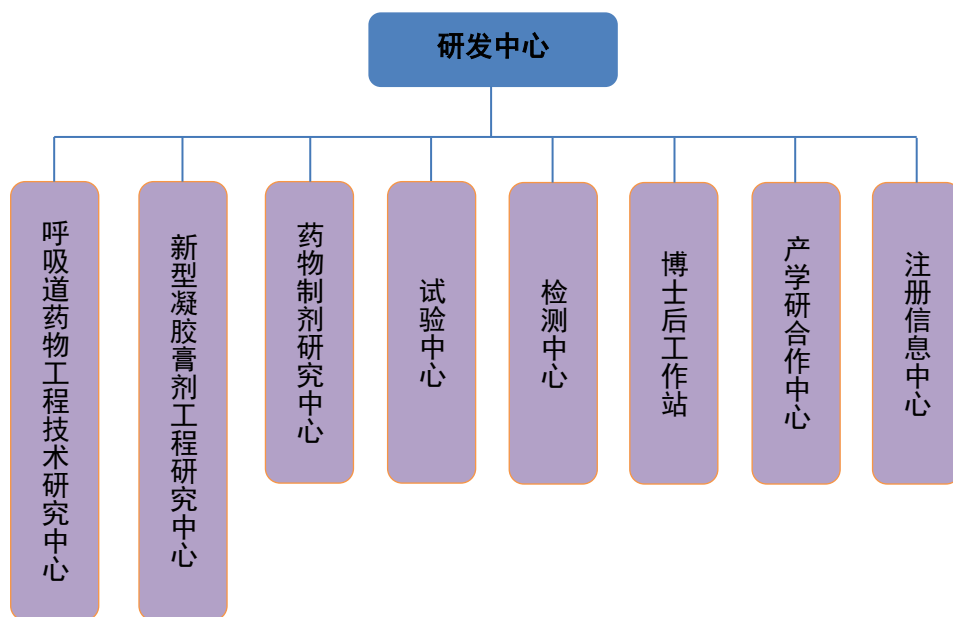 研发中心
呼吸道药物工程技术研究中心
新型凝胶膏剂工程研究中心
药物制剂研究中心
试验中心
检测中心
博士后工作站
产学研合作中心
注册信息中心